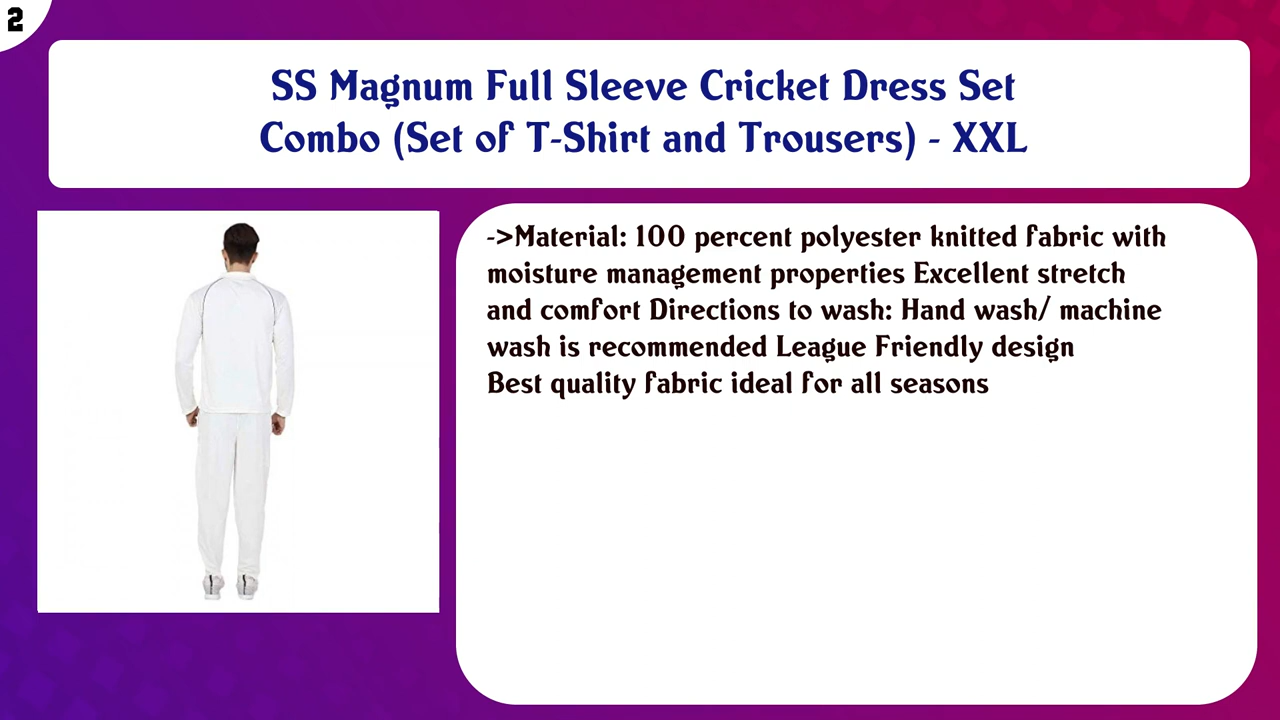 2
SS Magnum Full Sleeve Cricket Dress Set
Combo (Set of T-Shirt and Trousers) - XXL
->Material: 100 percent polyester knitted fabric with
moisture management properties Excellent stretch
and comfort Directions to wash: Hand wash/ machine
wash is recommended League Friendly design
Best quality fabric ideal for all seasons